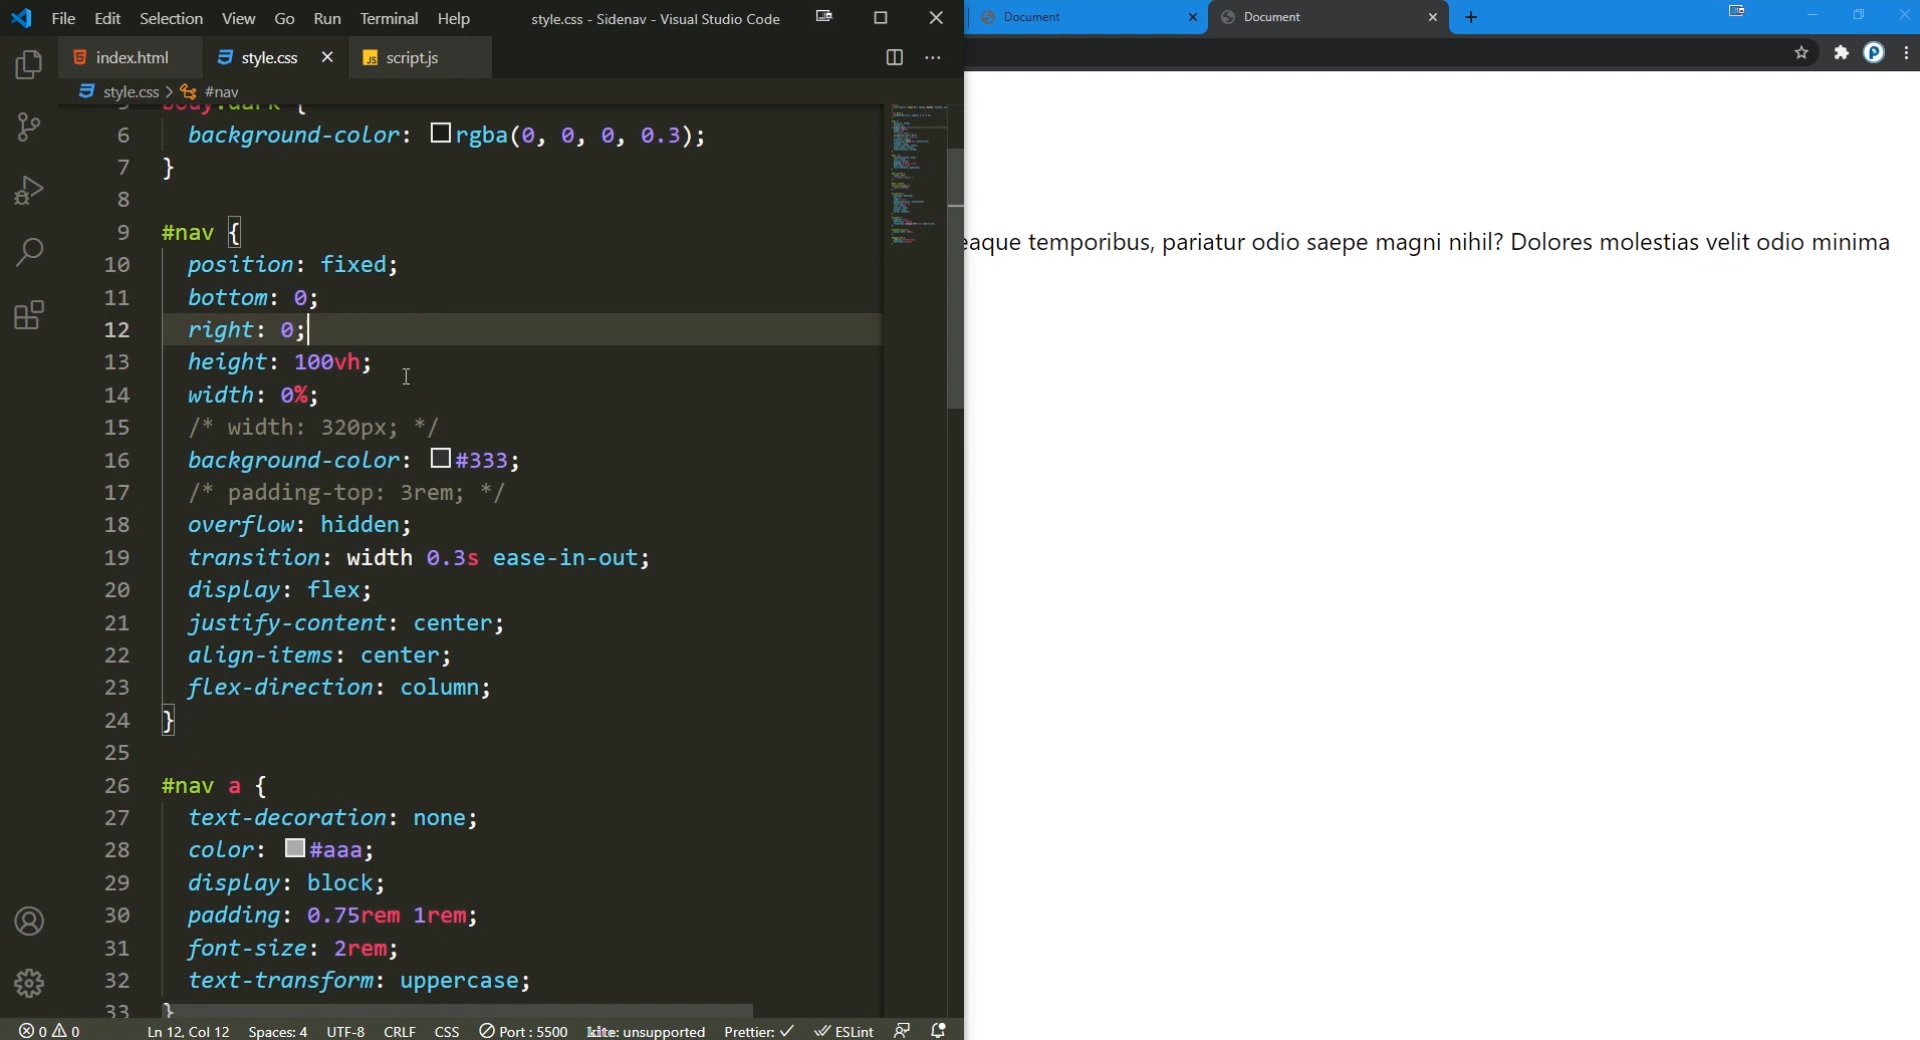 File Edit Selection View Go Run Terminal Help style.css - Sidenav - Visual Studio Code
Document
Document
index.html
style.css
JS script.js
style.css > #nav
6 background-color: rgba(0, 0, 0, 0.3);
7 }
8
9 #nav {
10 position: fixed;
11 bottom: 0;
12 right: 0;
13 height: 100vh;
14 width: 0%;
15 /* width: 320px; */
16 background-color: #333;
17 /* padding-top: 3rem; */
18 overflow: hidden;
19 transition: width 0.3s ease-in-out;
20 display: flex;
21 justify-content: center;
22 align-items: center;
23 flex-direction: column;
24 }
25
26 #nav a {
27 text-decoration: none;
28 color: #aaa;
29 display: block;
30 padding: 0.75rem 1rem;
31 font-size: 2rem;
32 text-transform: uppercase;
33 }
0 0 Ln 12, Col 12 Spaces: 4 UTF-8 CRLF CSS Port : 5500 kite: unsupported Prettier: ESLint
eaque temporibus, pariatur odio saepe magni nihil? Dolores molestias velit odio minima